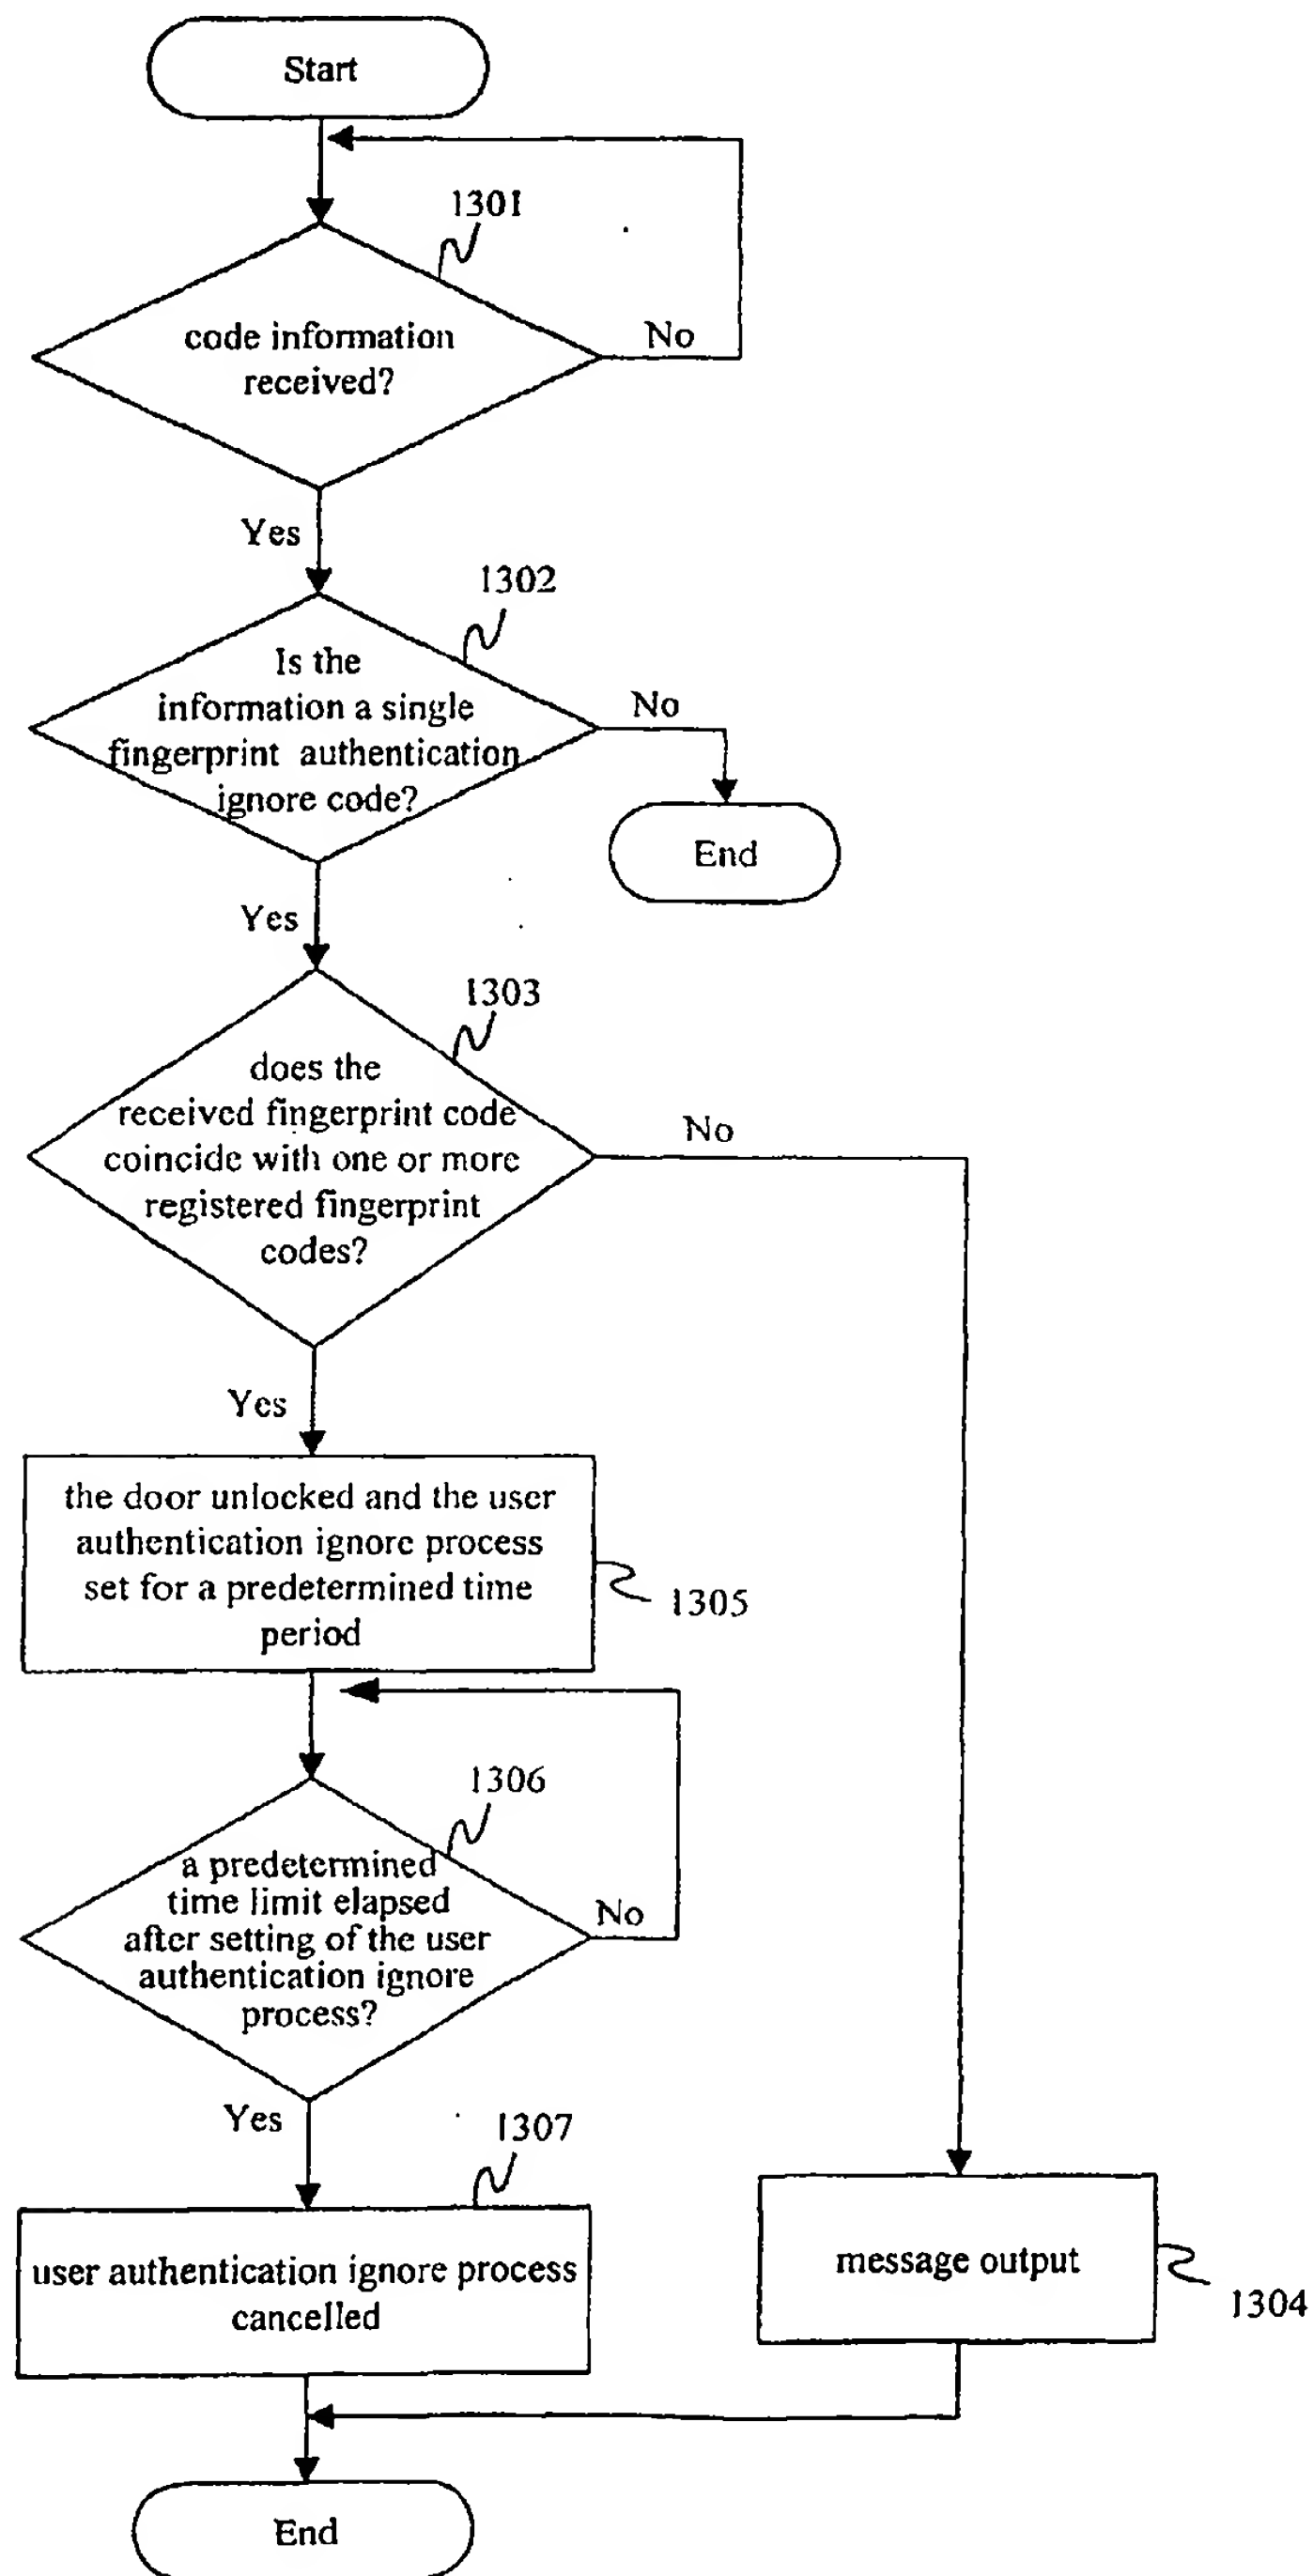 Start
1301
code information
received?
No
Yes
1302
Is the
information a single
fingerprint authentication
ignore code?
No
End
Yes
1303
does the
received fingerprint code
coincide with one or more
registered fingerprint
codes?
No
Yes
the door unlocked and the user
authentication ignore process
set for a predetermined time
period
1305
1306
a predetermined
time limit elapsed
after setting of the user
authentication ignore
process?
No
Yes
1307
user authentication ignore process
cancelled
message output
1304
End